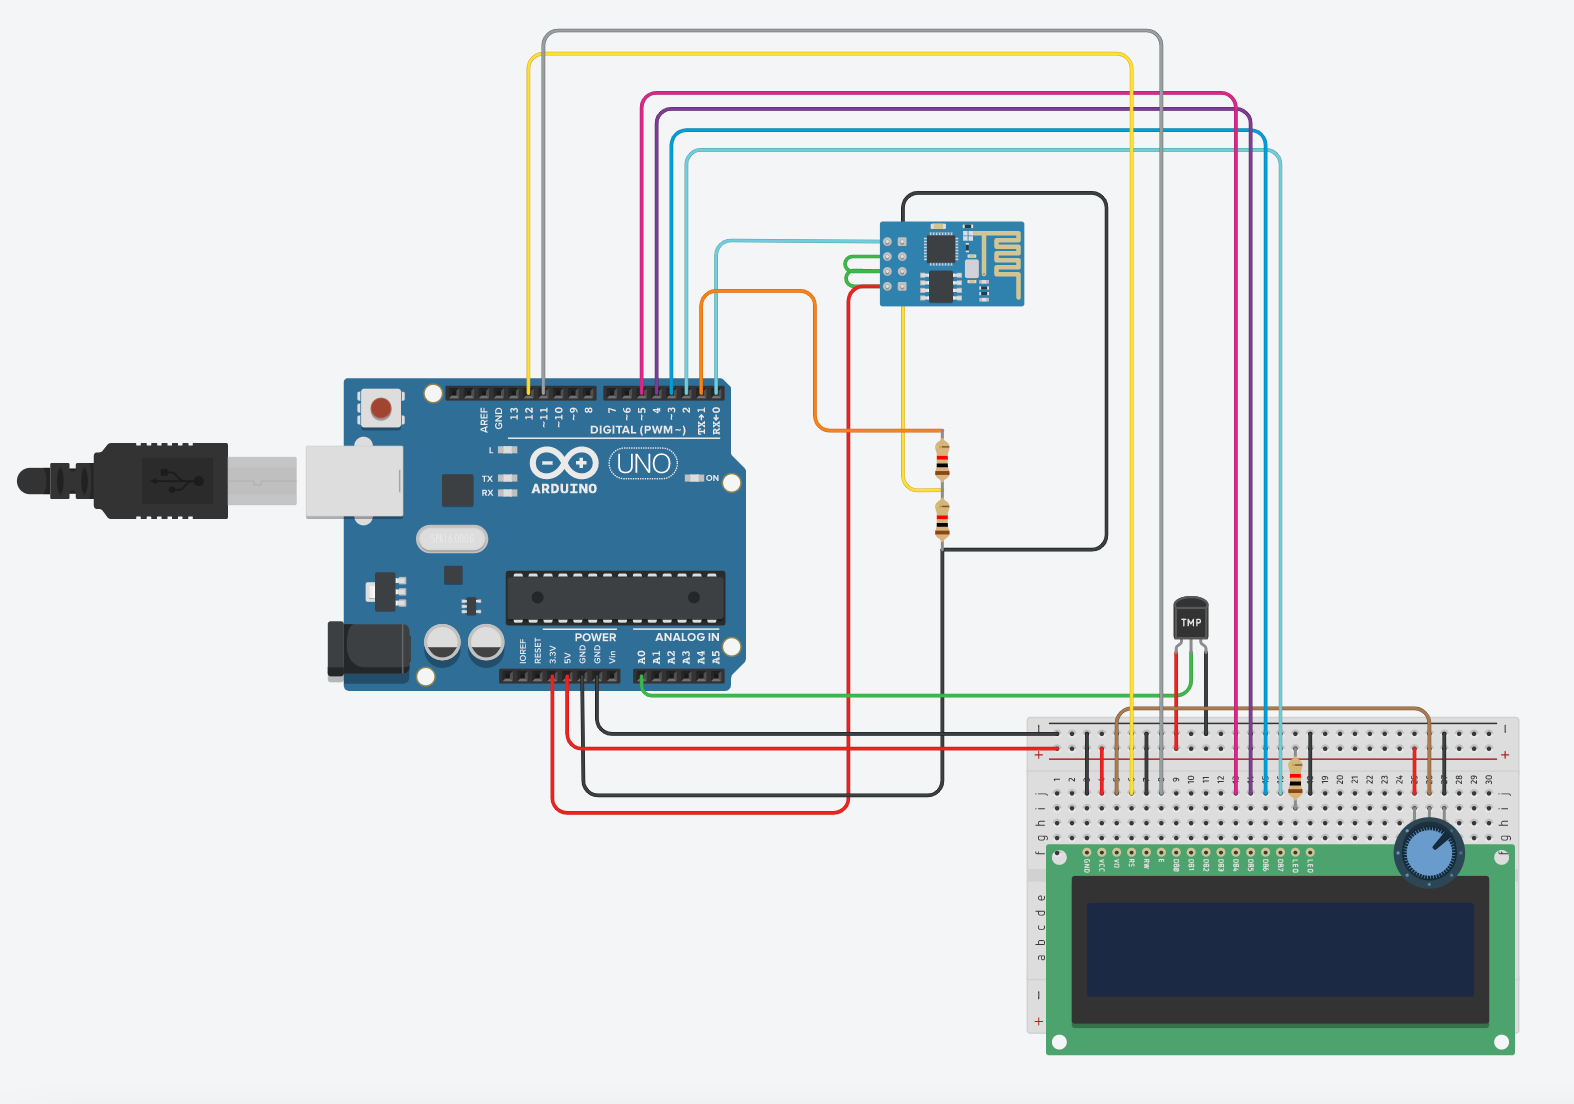 AREF
GND
13
12
~11
~10
~9
8
7
~6
~5
4
~3
2
TX→1
RX←0
DIGITAL (PWM~)
L
TX
RX
ARDUINO
UNO
ON
POWER
ANALOG IN
IOREF
RESET
3.3V
5V
GND
GND
Vin
A0
A1
A2
A3
A4
A5
TMP
− −
+ +
1 2 3 4 5 6 7 8 9 10 11 12 13 14 15 16 17 18 19 20 21 22 23 24 25 26 27 28 29 30
j j
i i
h h
g g
f f
GND VCC V0 RS RW E DB0 DB1 DB2 DB3 DB4 DB5 DB6 DB7 LED LED
e
d
c
b
a
−
+